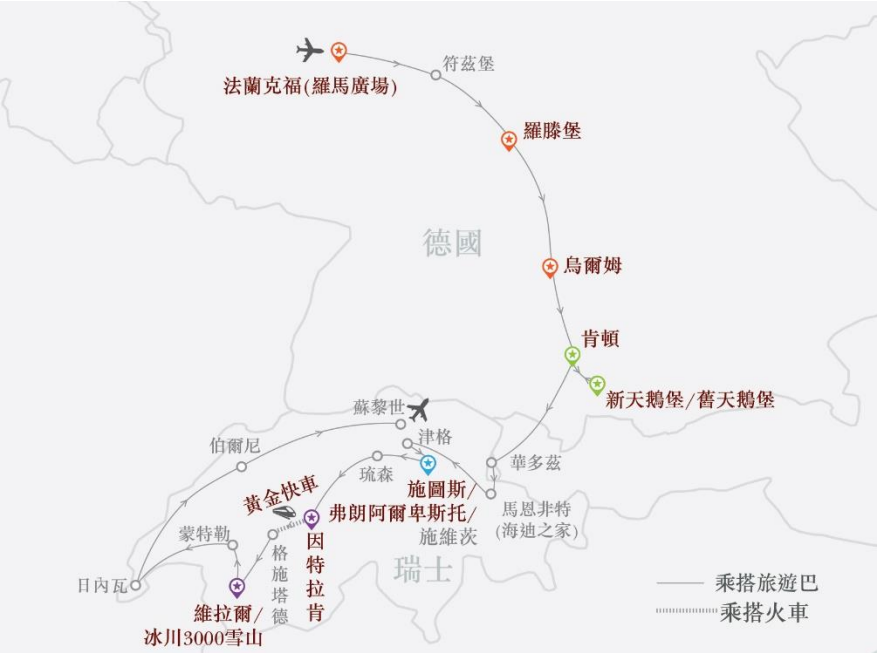 法蘭克福(羅馬廣場)
符茲堡
羅滕堡
德國
烏爾姆
肯頓
新天鵝堡/舊天鵝堡
蘇黎世
津格
伯爾尼
琉森
華多茲
黃金快車
施圖斯/
弗朗阿爾卑斯托/
施維茨
馬恩非特
(海迪之家)
蒙特勒
格施塔德
因特拉肯
瑞士
日內瓦
維拉爾/
冰川3000雪山
乘搭旅遊巴
乘搭火車